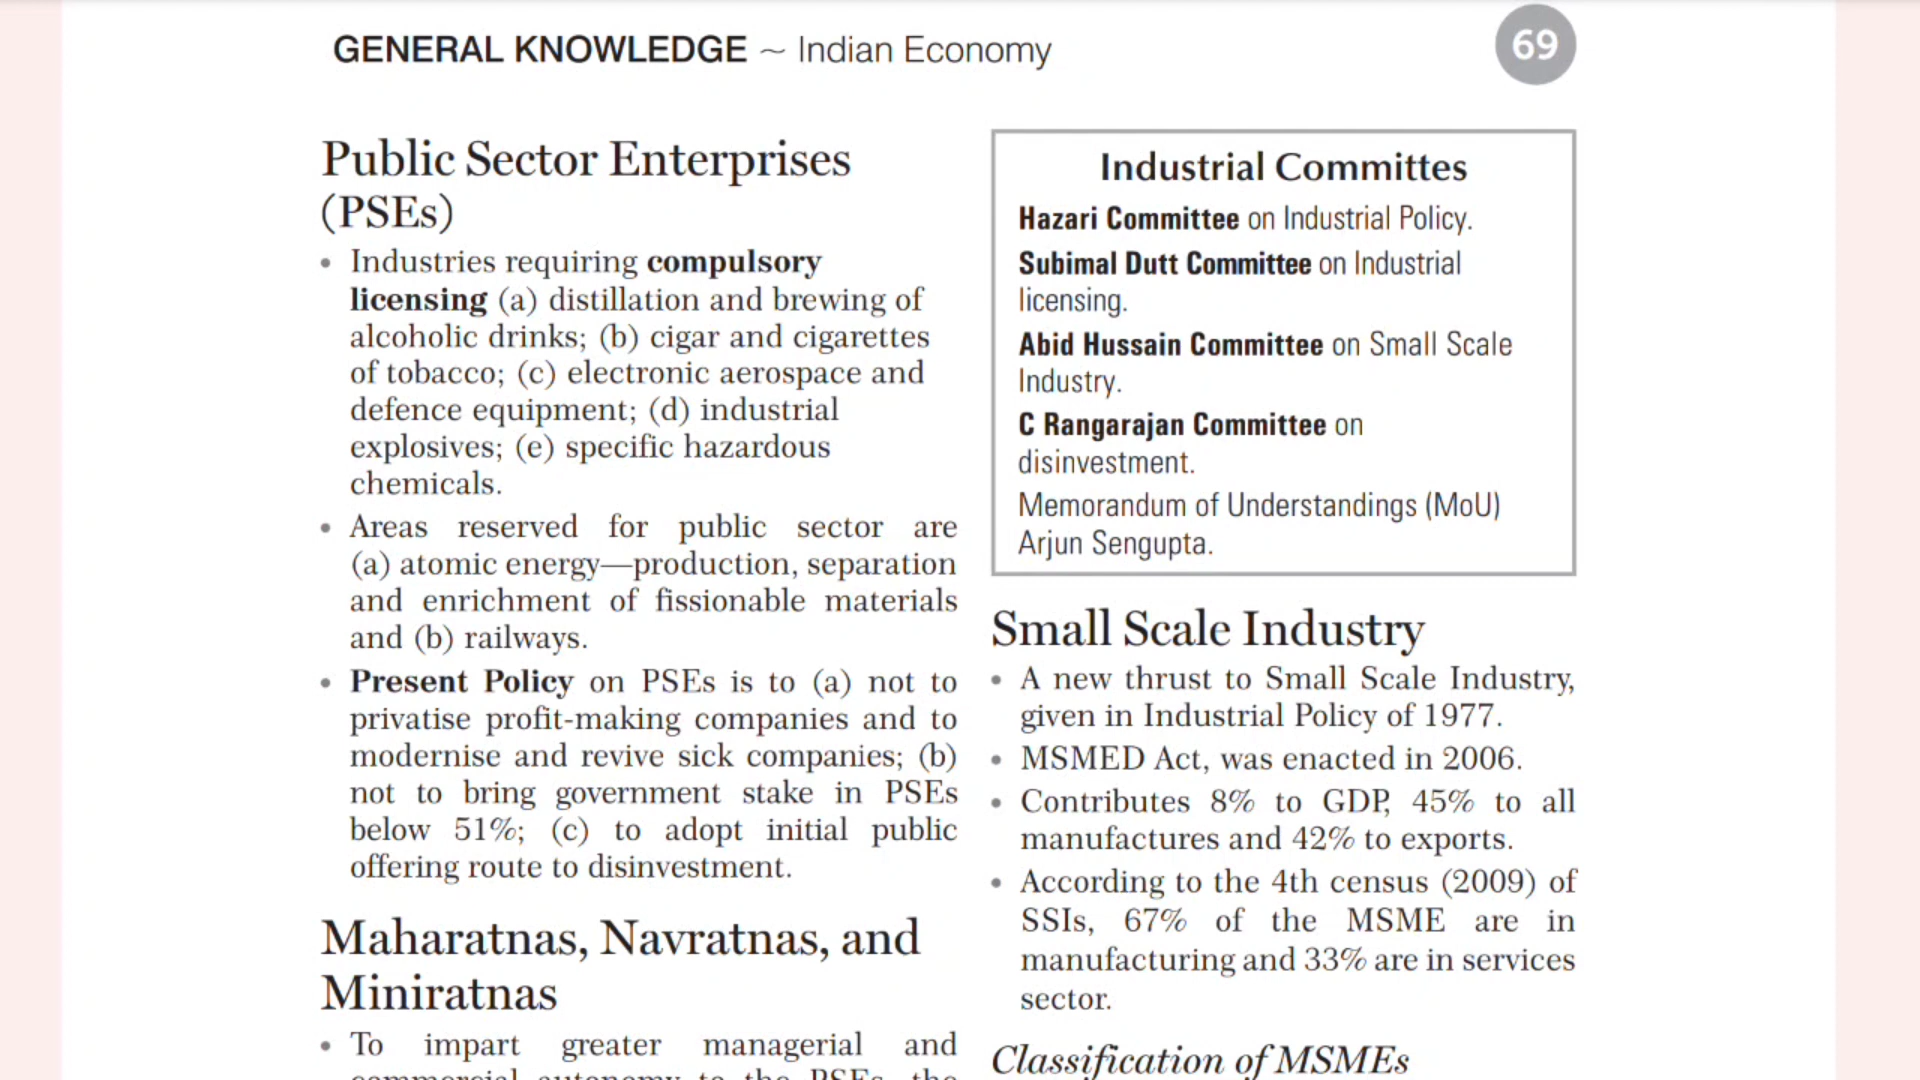 GENERAL KNOWLEDGE ~ Indian Economy
69
Public Sector Enterprises
(PSEs)
• Industries requiring compulsory
licensing (a) distillation and brewing of
alcoholic drinks; (b) cigar and cigarettes
of tobacco; (c) electronic aerospace and
defence equipment; (d) industrial
explosives; (e) specific hazardous
chemicals.
• Areas reserved for public sector are
(a) atomic energy—production, separation
and enrichment of fissionable materials
and (b) railways.
• Present Policy on PSEs is to (a) not to
privatise profit-making companies and to
modernise and revive sick companies; (b)
not to bring government stake in PSEs
below 51%; (c) to adopt initial public
offering route to disinvestment.
Maharatnas, Navratnas, and
Miniratnas
• To impart greater managerial and
commercial autonomy to the PSEs, the
Industrial Committes
Hazari Committee on Industrial Policy.
Subimal Dutt Committee on Industrial
licensing.
Abid Hussain Committee on Small Scale
Industry.
C Rangarajan Committee on
disinvestment.
Memorandum of Understandings (MoU)
Arjun Sengupta.
Small Scale Industry
• A new thrust to Small Scale Industry,
given in Industrial Policy of 1977.
• MSMED Act, was enacted in 2006.
• Contributes 8% to GDP, 45% to all
manufactures and 42% to exports.
• According to the 4th census (2009) of
SSIs, 67% of the MSME are in
manufacturing and 33% are in services
sector.
Classification of MSMEs